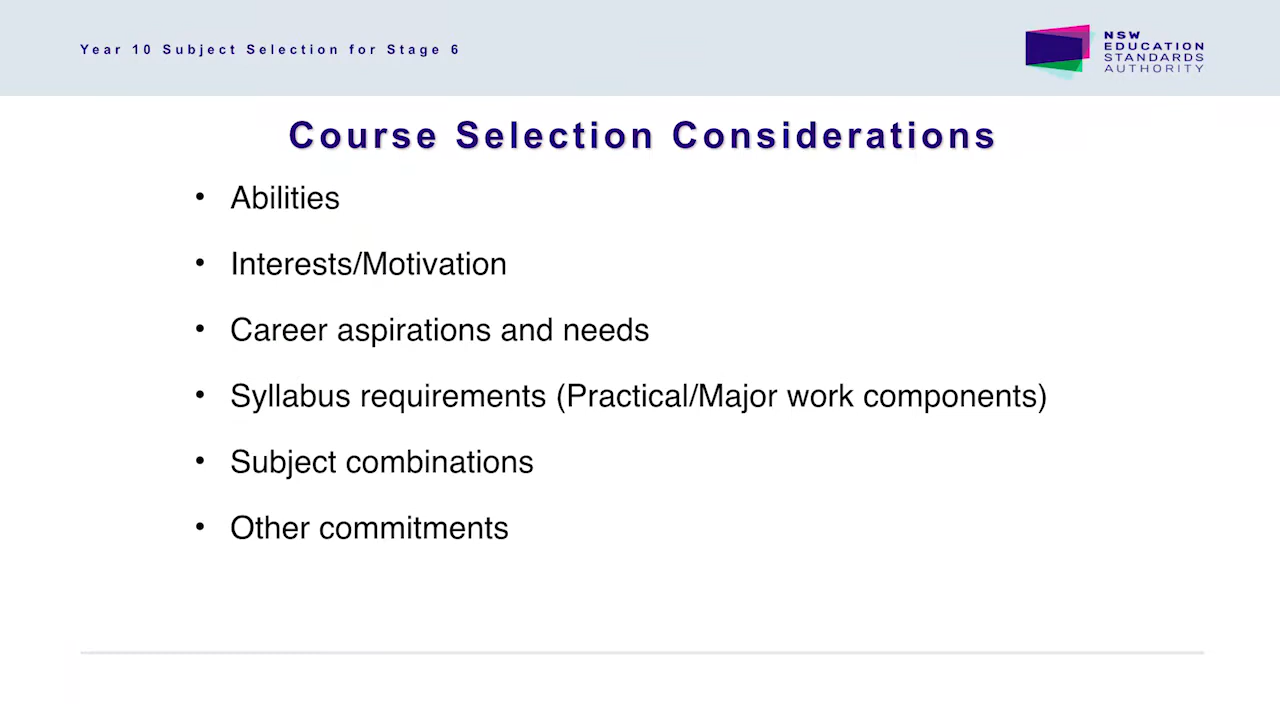 Year 10 Subject Selection for Stage 6
NSW
EDUCATION
STANDARDS
AUTHORITY
Course Selection Considerations
• Abilities
• Interests/Motivation
• Career aspirations and needs
• Syllabus requirements (Practical/Major work components)
• Subject combinations
• Other commitments